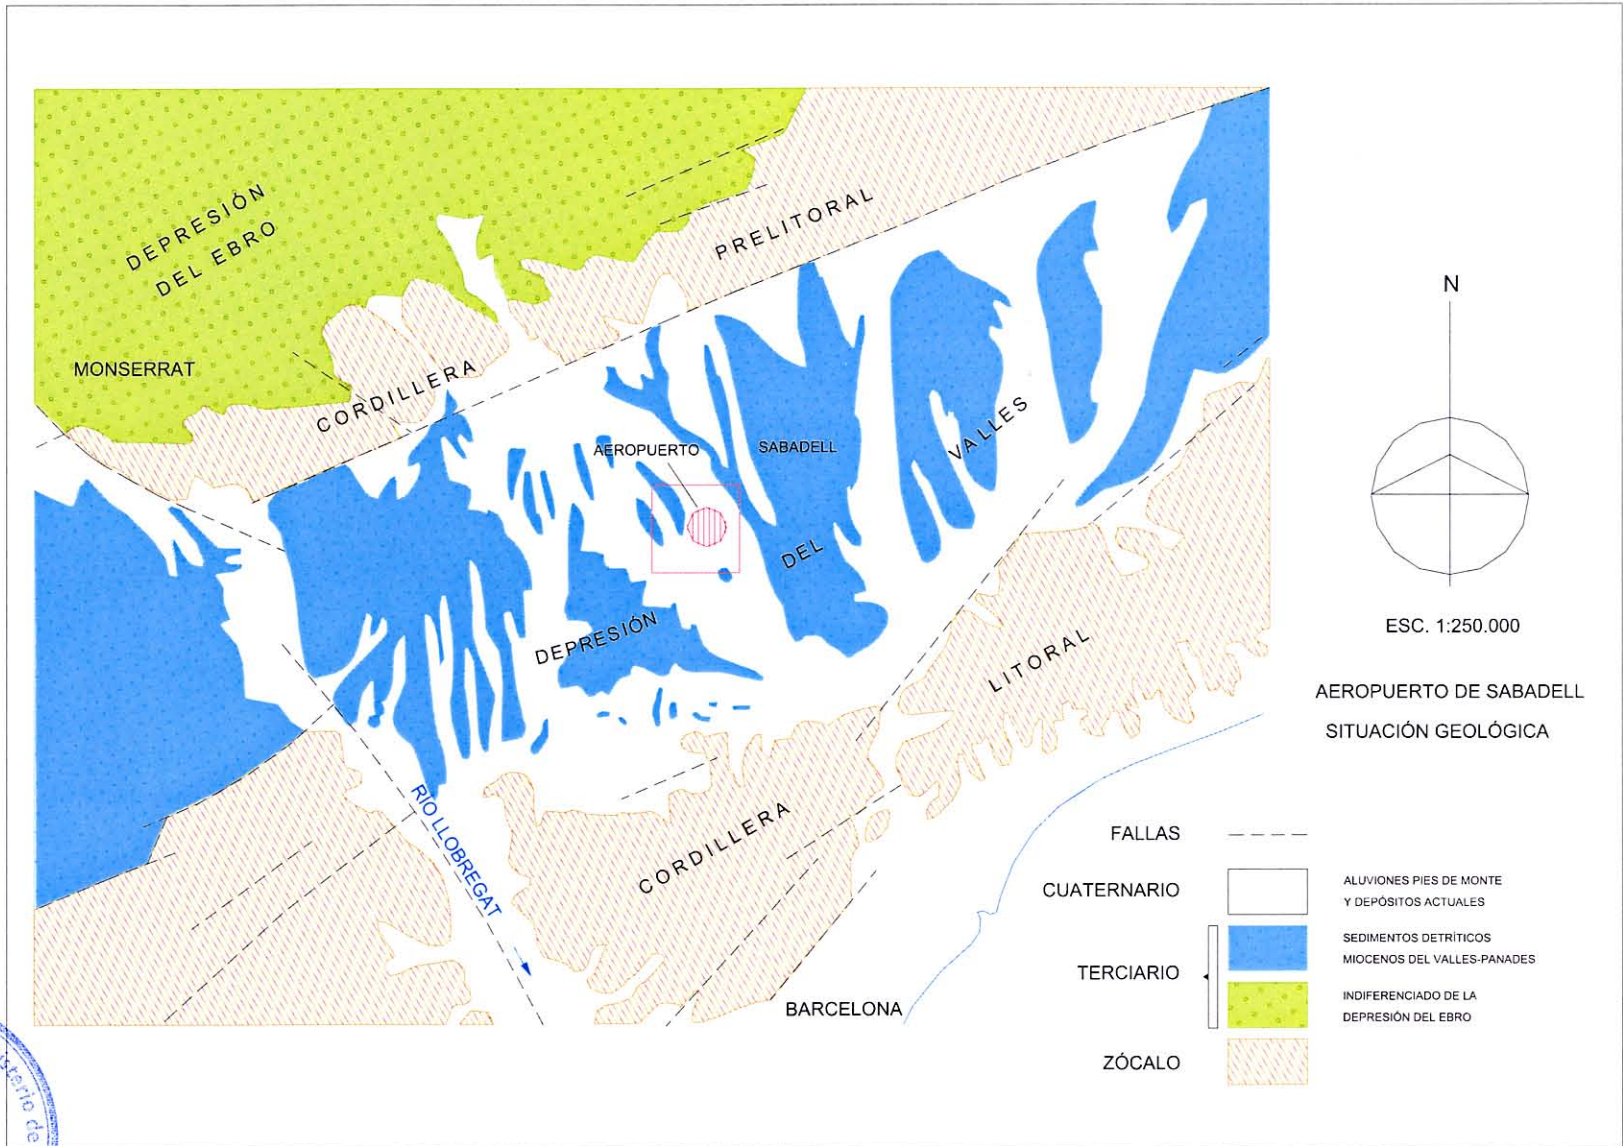 DEPRESIÓN
DEL EBRO
MONSERRAT
CORDILLERA
PRELITORAL
AEROPUERTO
SABADELL
DEPRESIÓN
DEL
VALLES
CORDILLERA
LITORAL
RIO LLOBREGAT
BARCELONA
N
ESC. 1:250.000
AEROPUERTO DE SABADELL
SITUACIÓN GEOLÓGICA
FALLAS
CUATERNARIO
ALUVIONES PIES DE MONTE
Y DEPÓSITOS ACTUALES
TERCIARIO
SEDIMENTOS DETRÍTICOS
MIOCENOS DEL VALLES-PANADES
INDIFERENCIADO DE LA
DEPRESIÓN DEL EBRO
ZÓCALO
isterio de